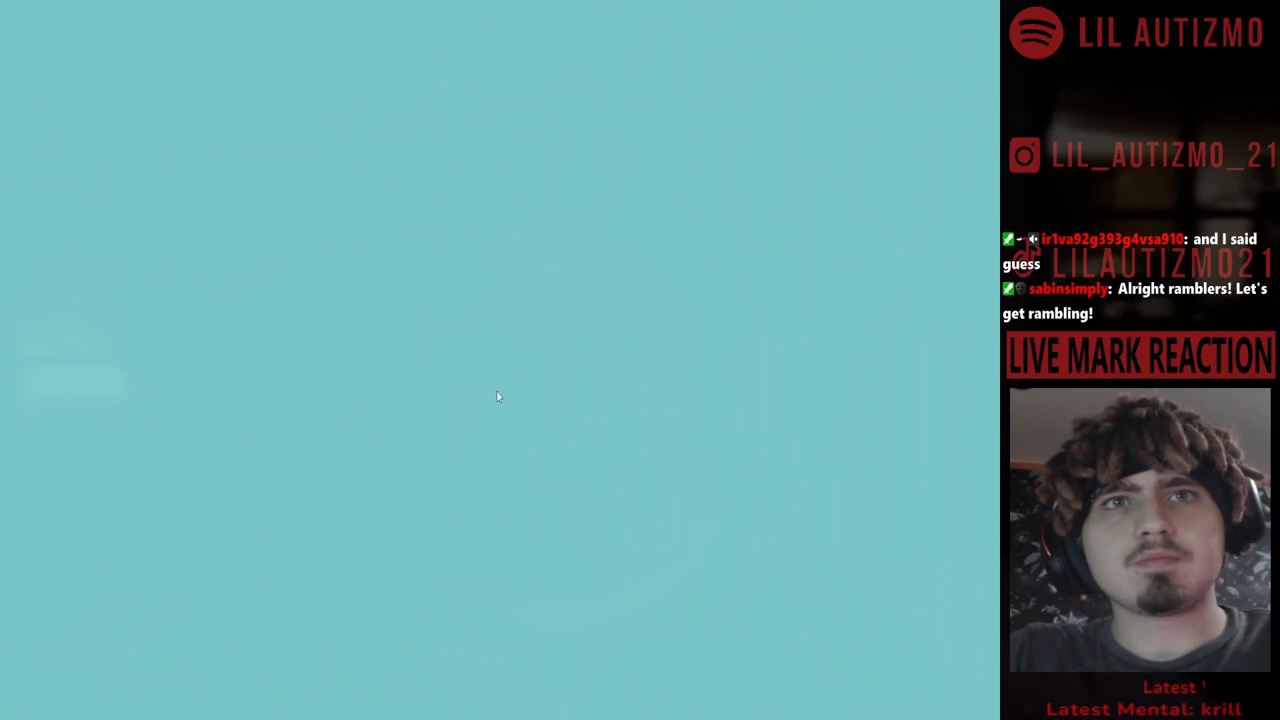 LIL AUTIZMO
LIL_AUTIZMO_21
ir1va92g393g4vsa910: and I said
guess
LILAUTIZMO21
sabinsimply: Alright ramblers! Let's
get rambling!
LIVE MARK REACTION
Latest
Latest Mental: krill